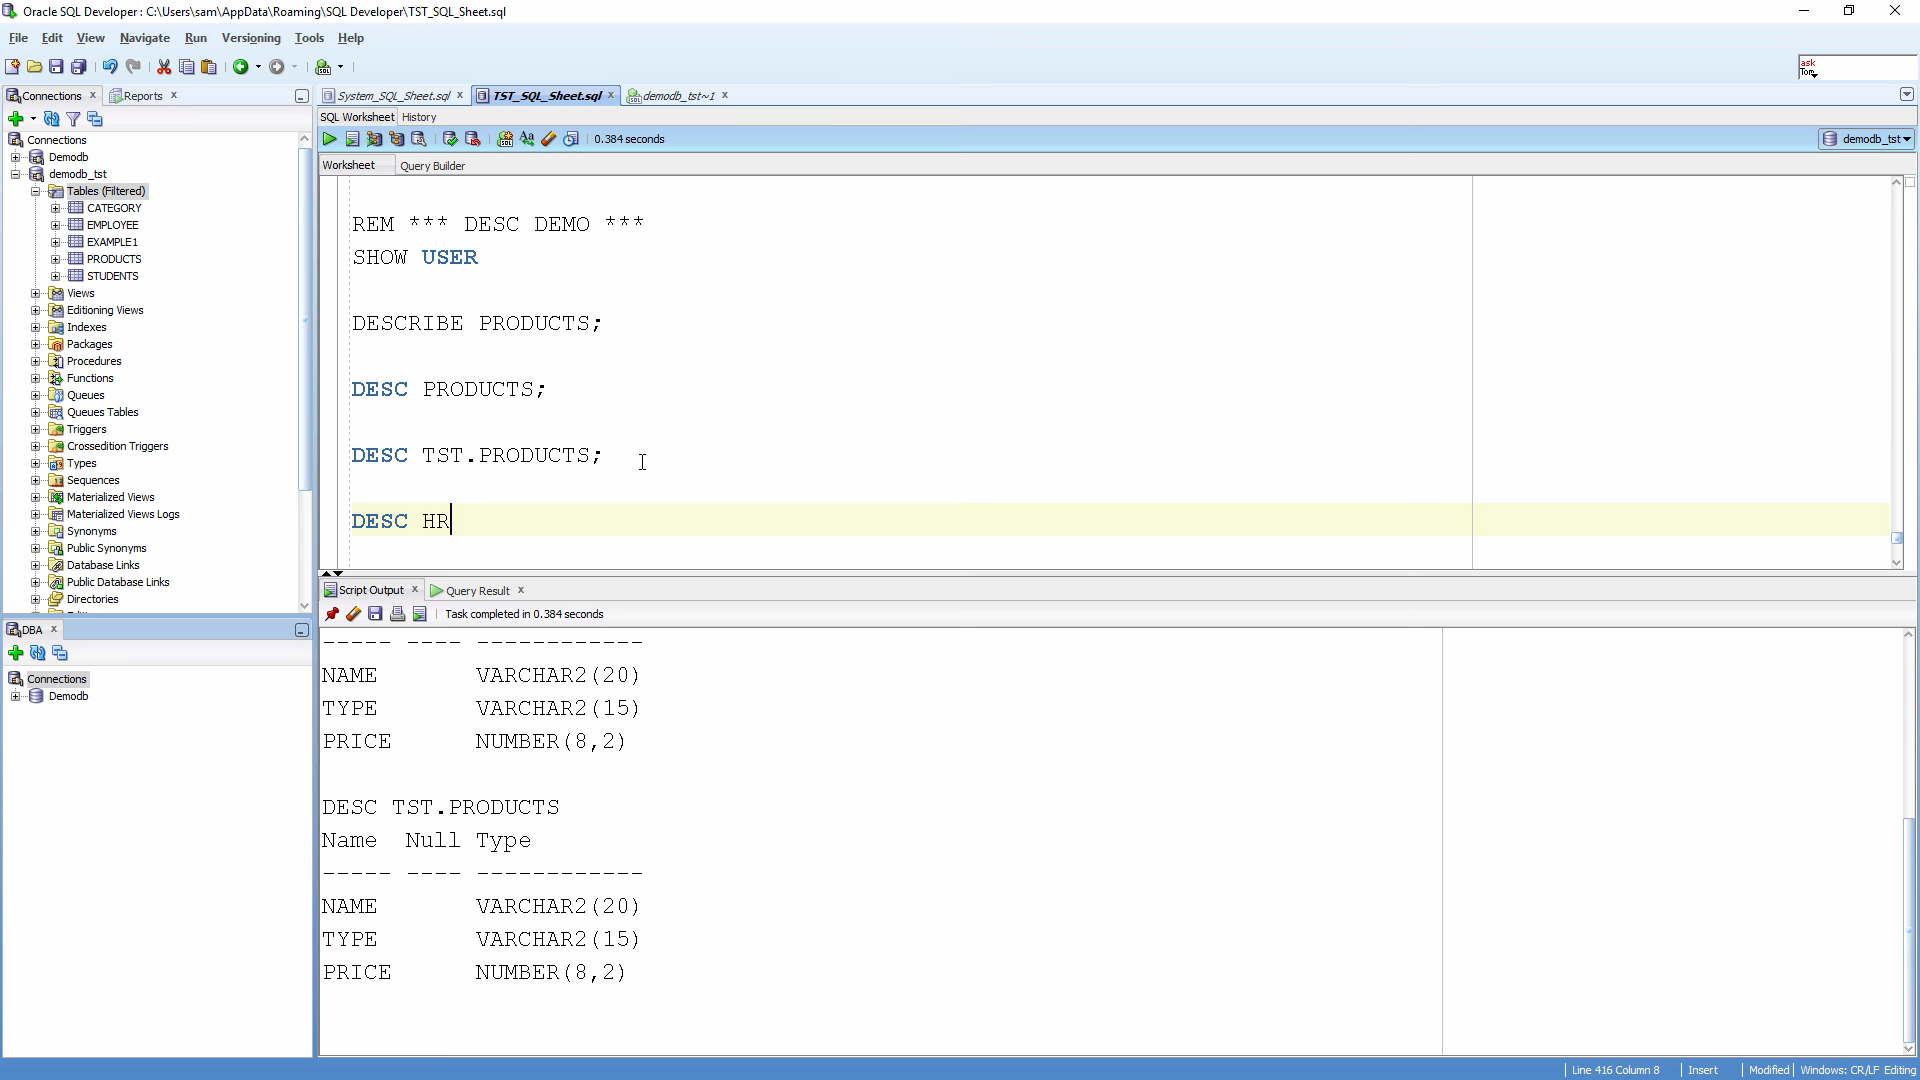 Oracle SQL Developer : C:\Users\sam\AppData\Roaming\SQL Developer\TST_SQL_Sheet.sql
File Edit View Navigate Run Versioning Tools Help
ask
Tom
Connections
Reports
System_SQL_Sheet.sql
TST_SQL_Sheet.sql
demodb_tst~1
SQL Worksheet History
0.384 seconds
demodb_tst
Worksheet Query Builder
Connections
Demodb
demodb_tst
Tables (Filtered)
CATEGORY
EMPLOYEE
EXAMPLE1
PRODUCTS
STUDENTS
Views
Editioning Views
Indexes
Packages
Procedures
Functions
Queues
Queues Tables
Triggers
Crossedition Triggers
Types
Sequences
Materialized Views
Materialized Views Logs
Synonyms
Public Synonyms
Database Links
Public Database Links
Directories
REM *** DESC DEMO ***
SHOW USER
DESCRIBE PRODUCTS;
DESC PRODUCTS;
DESC TST.PRODUCTS;
DESC HR
DBA
Connections
Demodb
Script Output
Query Result
Task completed in 0.384 seconds
----- ---- ------------
NAME VARCHAR2(20)
TYPE VARCHAR2(15)
PRICE NUMBER(8,2)
DESC TST.PRODUCTS
Name Null Type
----- ---- ------------
NAME VARCHAR2(20)
TYPE VARCHAR2(15)
PRICE NUMBER(8,2)
Line 416 Column 8 Insert Modified Windows: CR/LF Editing